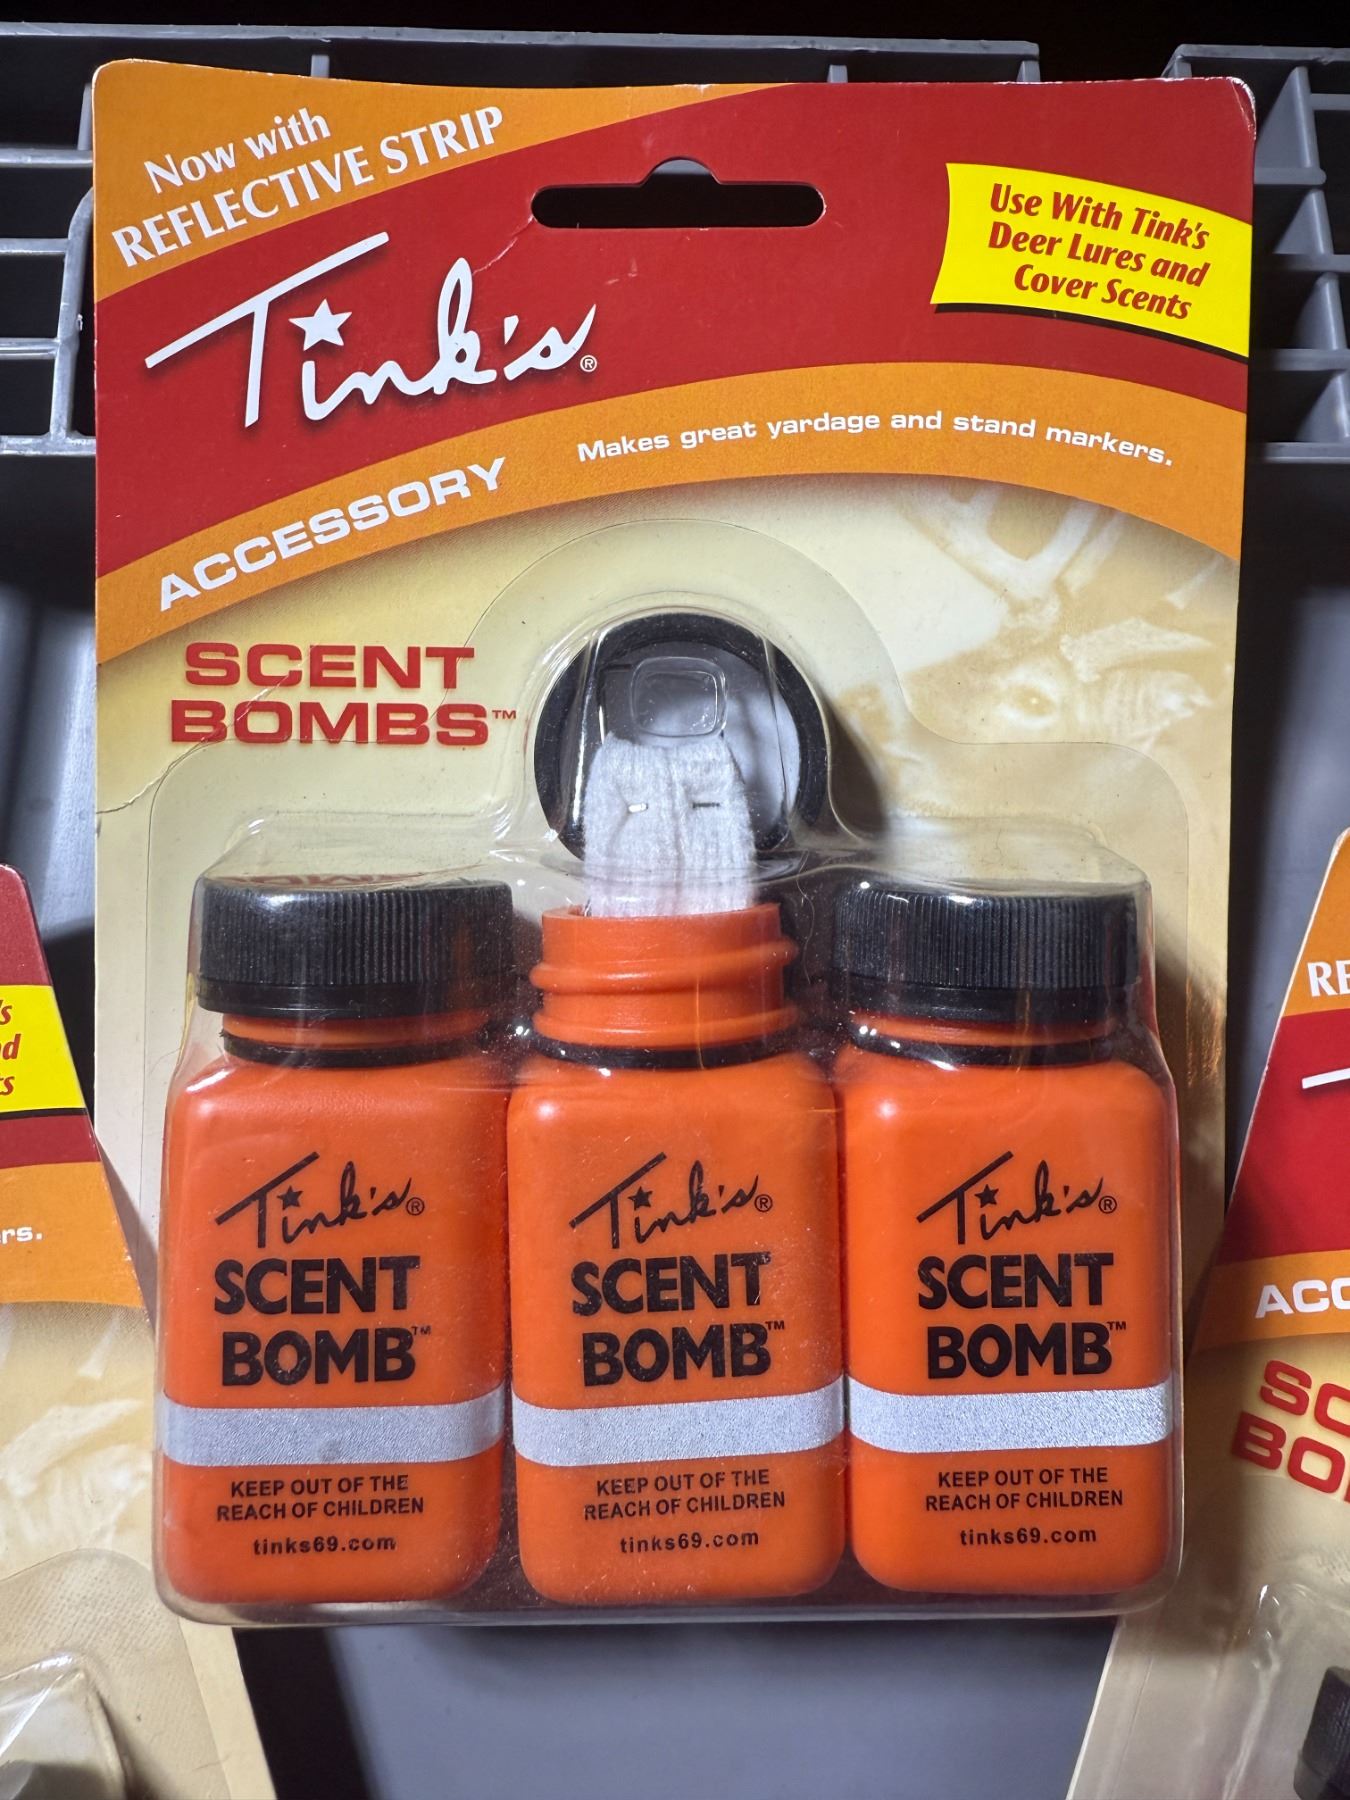 Now with
REFLECTIVE STRIP
Use With Tink's
Deer Lures and
Cover Scents
Tink's®
ACCESSORY
Makes great yardage and stand markers.
SCENT
BOMBS™
Tink's®
SCENT
BOMB™
KEEP OUT OF THE
REACH OF CHILDREN
tinks69.com
Tink's®
SCENT
BOMB™
KEEP OUT OF THE
REACH OF CHILDREN
tinks69.com
Tink's®
SCENT
BOMB™
KEEP OUT OF THE
REACH OF CHILDREN
tinks69.com